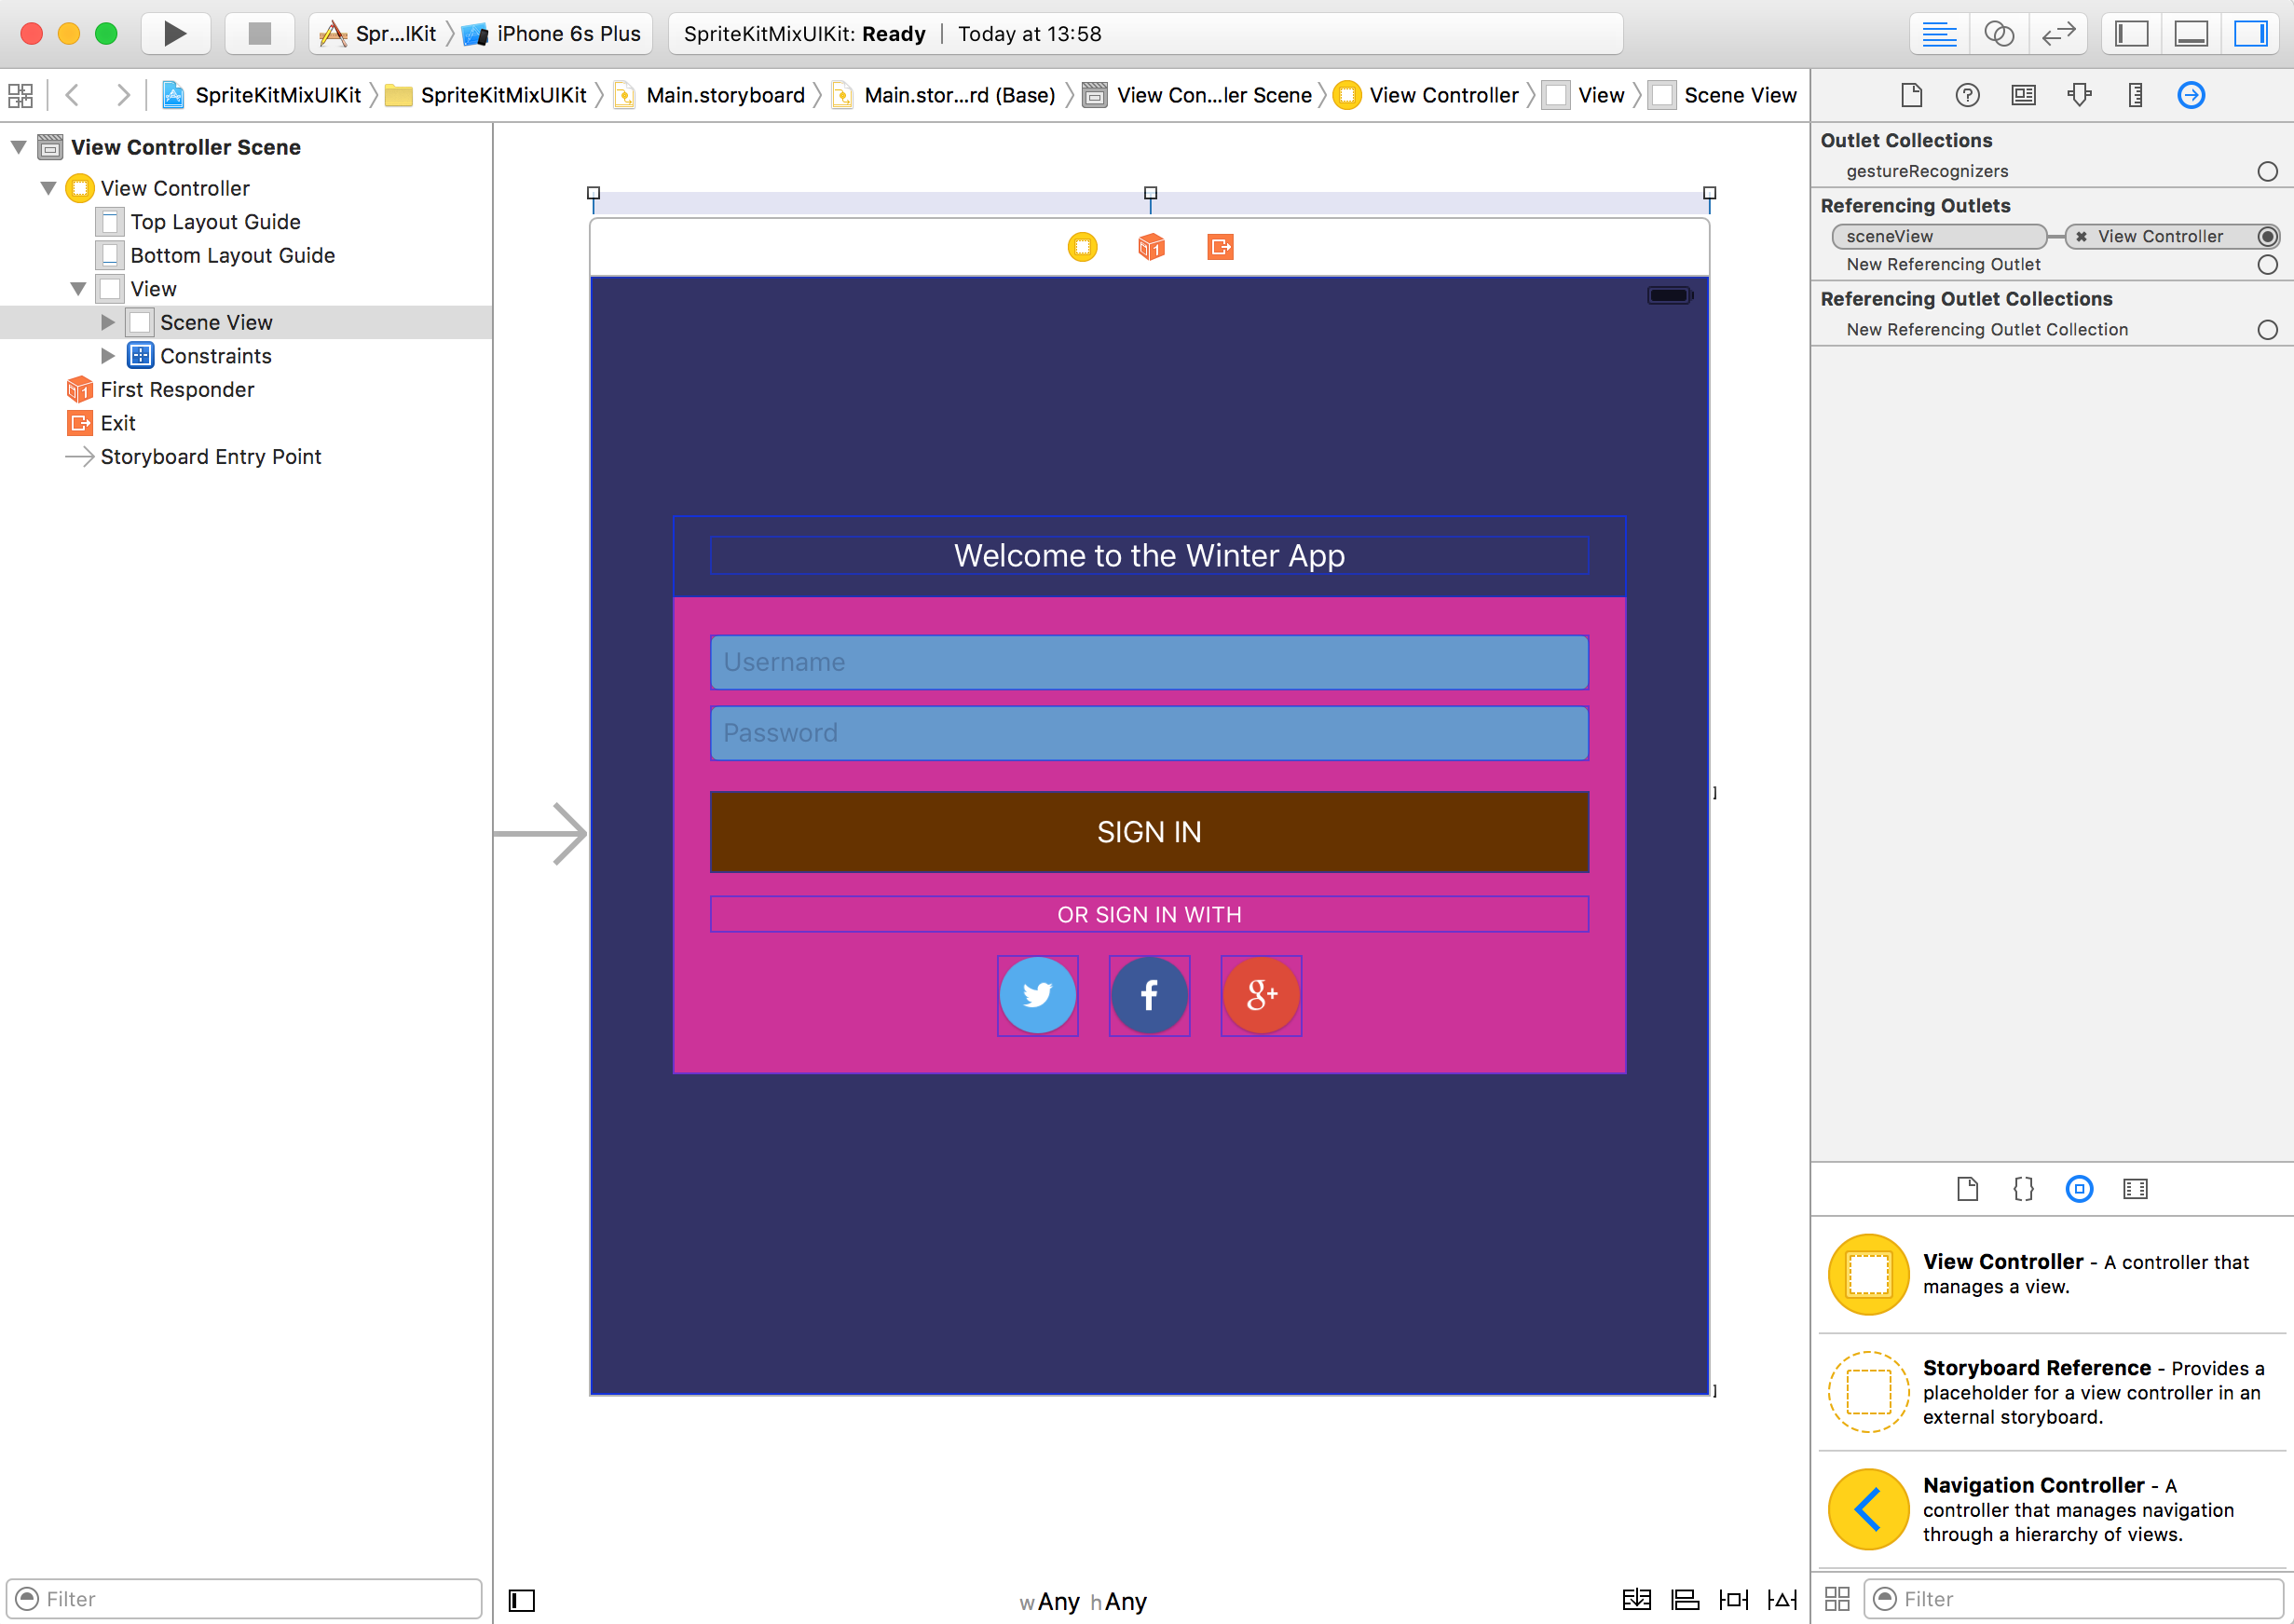 Spr...IKit
iPhone 6s Plus
SpriteKitMixUIKit: Ready | Today at 13:58
SpriteKitMixUIKit
SpriteKitMixUIKit
Main.storyboard
Main.stor...rd (Base)
View Con...ler Scene
View Controller
View
Scene View
View Controller Scene
View Controller
Top Layout Guide
Bottom Layout Guide
View
Scene View
Constraints
First Responder
Exit
Storyboard Entry Point
Filter
Welcome to the Winter App
Username
Password
SIGN IN
OR SIGN IN WITH
g+
wAny hAny
Outlet Collections
gestureRecognizers
Referencing Outlets
sceneView
View Controller
New Referencing Outlet
Referencing Outlet Collections
New Referencing Outlet Collection
{}
View Controller - A controller that
manages a view.
Storyboard Reference - Provides a
placeholder for a view controller in an
external storyboard.
Navigation Controller - A
controller that manages navigation
through a hierarchy of views.
Filter